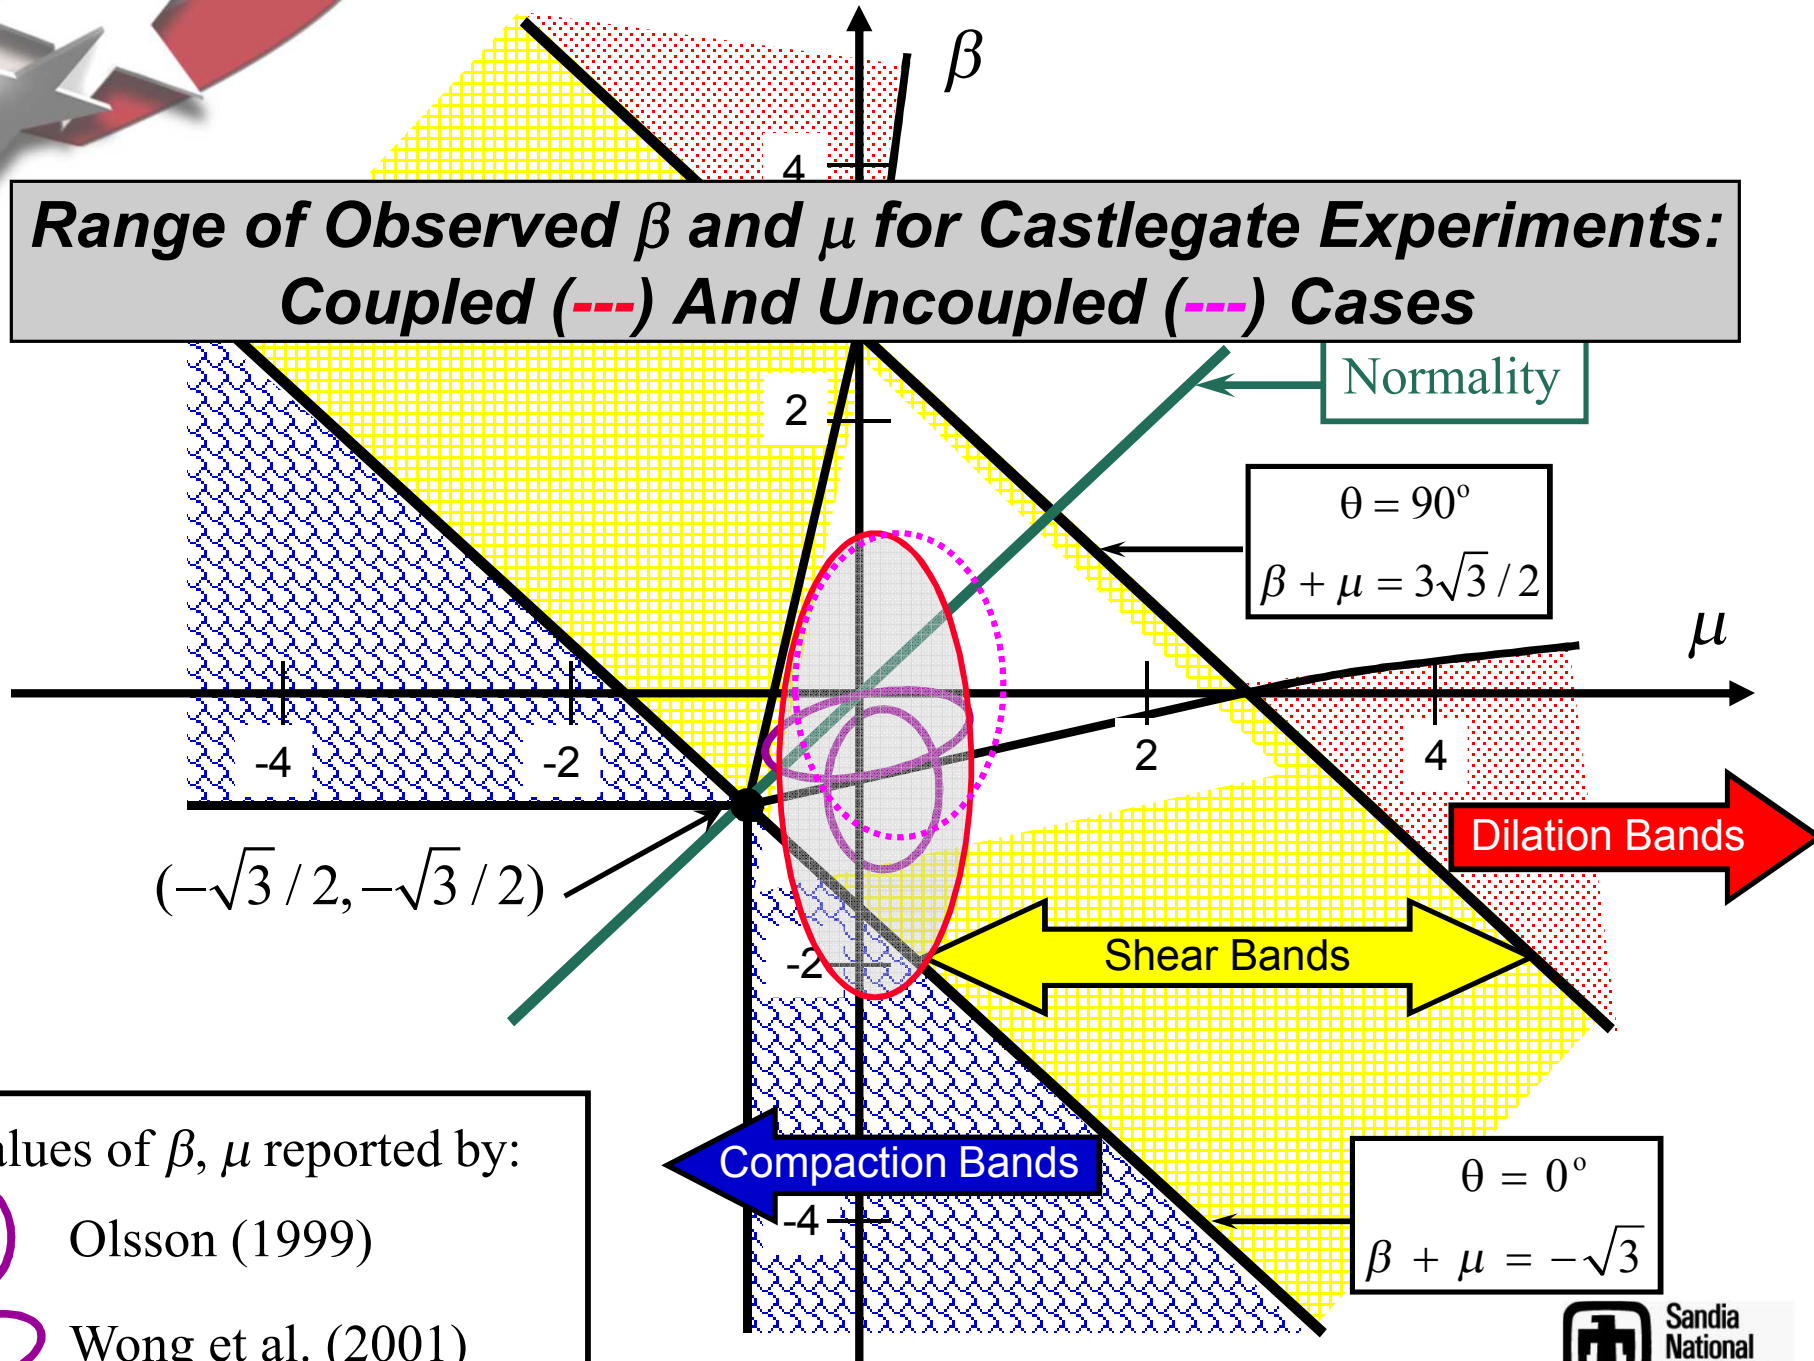 β
4
Range of Observed β and μ for Castlegate Experiments:
Coupled (---) And Uncoupled (---) Cases
Normality
2
θ = 90°
β + μ = 3√3 / 2
μ
-4
-2
2
4
Dilation Bands
(−√3 / 2, −√3 / 2)
Shear Bands
-2
of β, μ reported by:
Compaction Bands
θ = 0°
-4
Olsson (1999)
β + μ = −√3
Wong et al. (2001)
Sandia
National